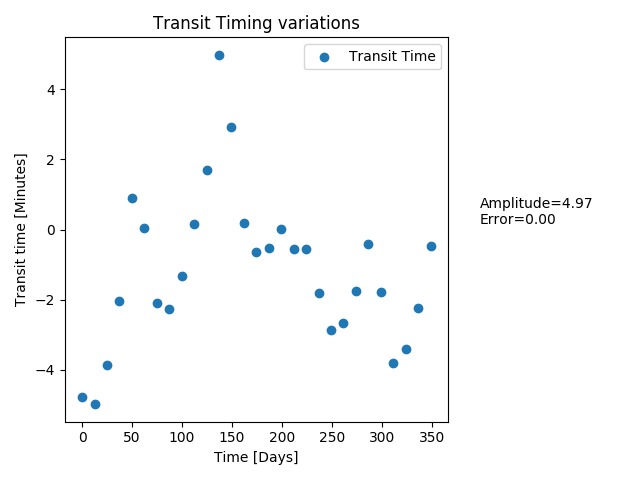 Transit Timing variations
Transit Time
Transit time [Minutes]
4
2
0
−2
−4
Amplitude=4.97
Error=0.00
0 50 100 150 200 250 300 350
Time [Days]